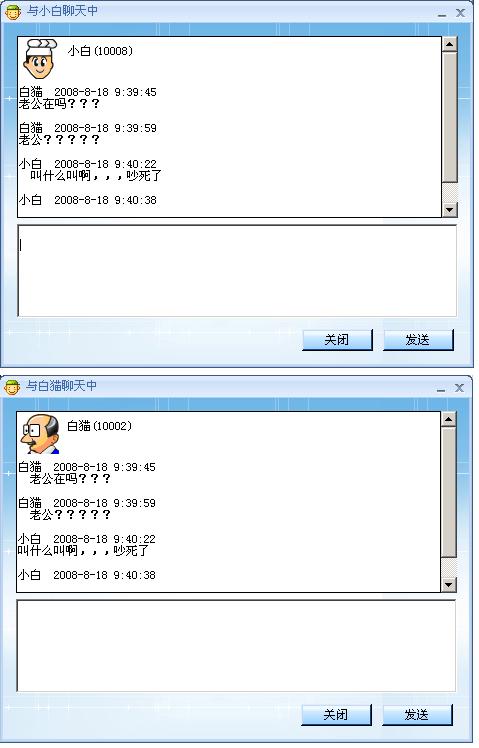 与小白聊天中
小白(10008)
白猫 2008-8-18 9:39:45
老公在吗？？？
白猫 2008-8-18 9:39:59
老公？？？？？
小白 2008-8-18 9:40:22
叫什么叫啊，，，吵死了
小白 2008-8-18 9:40:38
关闭
发送
与白猫聊天中
白猫(10002)
白猫 2008-8-18 9:39:45
老公在吗？？？
白猫 2008-8-18 9:39:59
老公？？？？？
小白 2008-8-18 9:40:22
叫什么叫啊，，，吵死了
小白 2008-8-18 9:40:38
关闭
发送